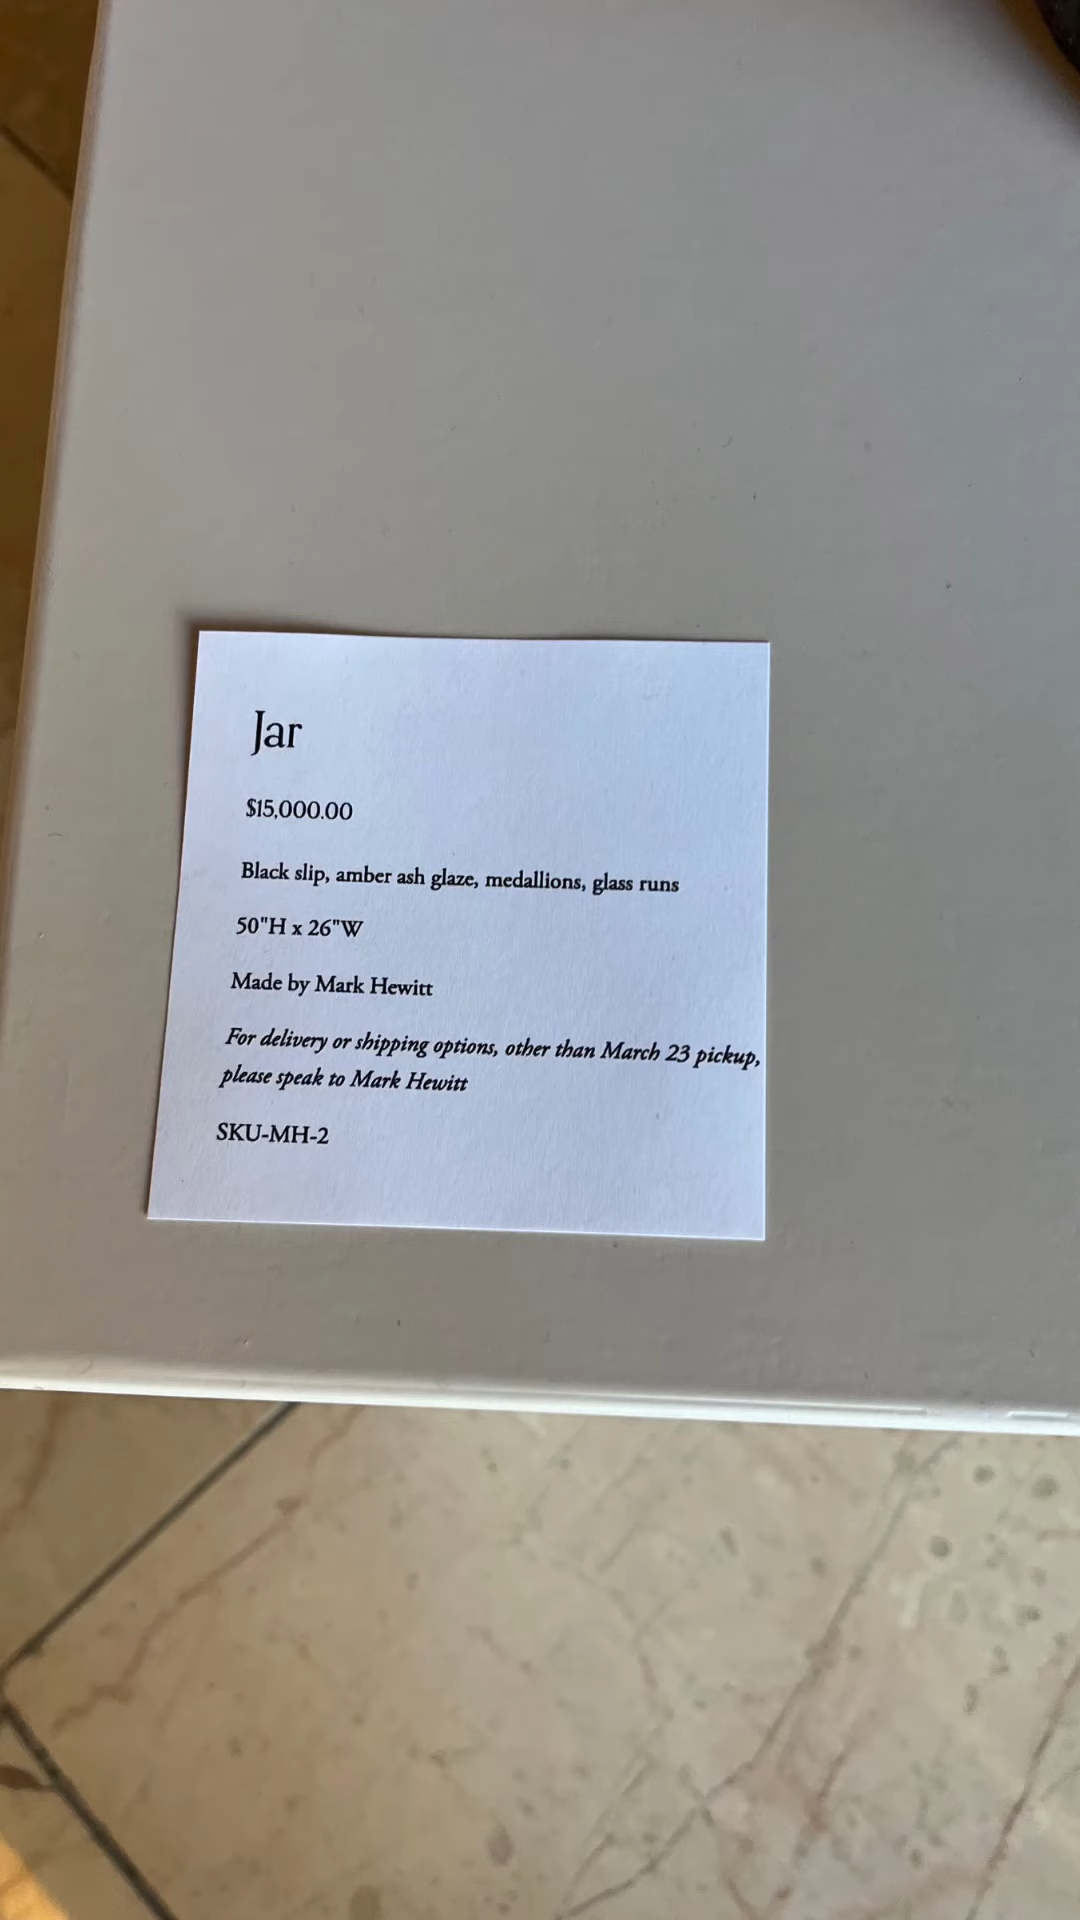 Jar
$15,000.00
Black slip, amber ash glaze, medallions, glass runs
50"H x 26"W
Made by Mark Hewitt
For delivery or shipping options, other than March 23 pickup,
please speak to Mark Hewitt
SKU-MH-2